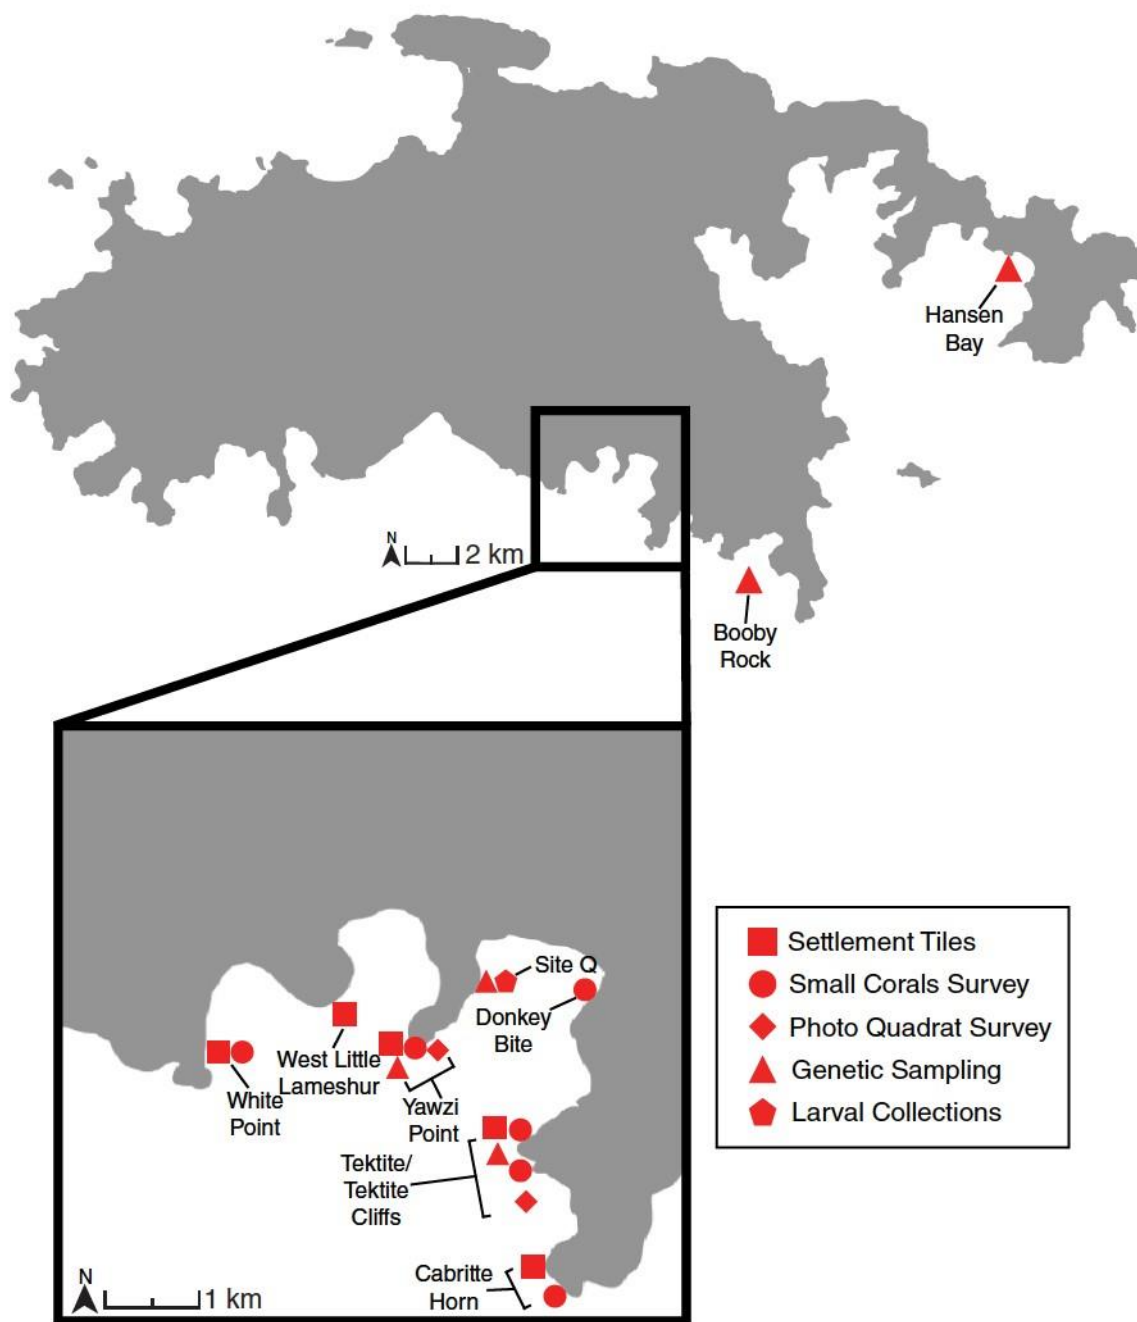 Hansen
Bay
N
2 km
Booby
Rock
Site Q
Donkey
Bite
West Little
Lameshur
White
Point
Yawzi
Point
Tektite/
Tektite
Cliffs
Cabritte
Horn
N
1 km
Settlement Tiles
Small Corals Survey
Photo Quadrat Survey
Genetic Sampling
Larval Collections